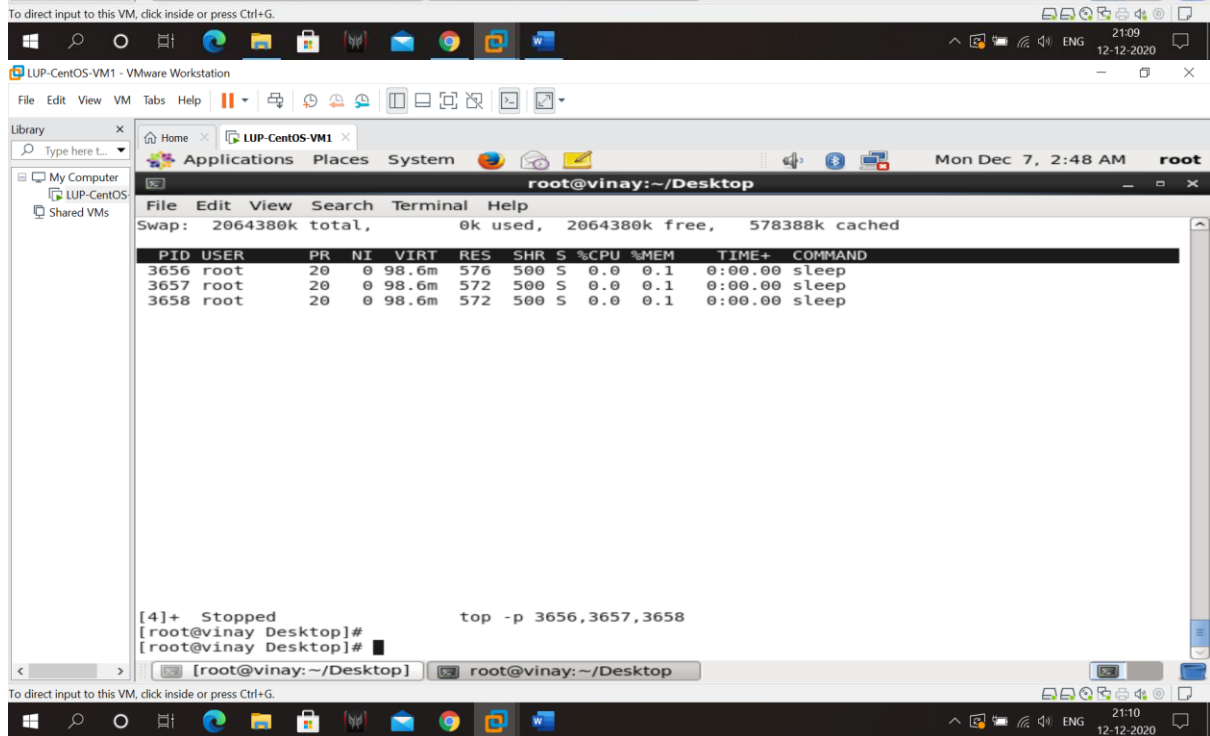 To direct input to this VM, click inside or press Ctrl+G.
ENG
21:09
12-12-2020
LUP-CentOS-VM1 - VMware Workstation
File Edit View VM Tabs Help
Library
Type here t...
My Computer
LUP-CentOS-
Shared VMs
Home LUP-CentOS-VM1
Applications Places System Mon Dec 7, 2:48 AM root
root@vinay:~/Desktop
File Edit View Search Terminal Help
Swap: 2064380k total, 0k used, 2064380k free, 578388k cached
PID USER PR NI VIRT RES SHR S %CPU %MEM TIME+ COMMAND
3656 root 20 0 98.6m 576 500 S 0.0 0.1 0:00.00 sleep
3657 root 20 0 98.6m 572 500 S 0.0 0.1 0:00.00 sleep
3658 root 20 0 98.6m 572 500 S 0.0 0.1 0:00.00 sleep
[4]+ Stopped top -p 3656,3657,3658
[root@vinay Desktop]#
[root@vinay Desktop]#
[root@vinay:~/Desktop] root@vinay:~/Desktop
To direct input to this VM, click inside or press Ctrl+G.
ENG
21:10
12-12-2020